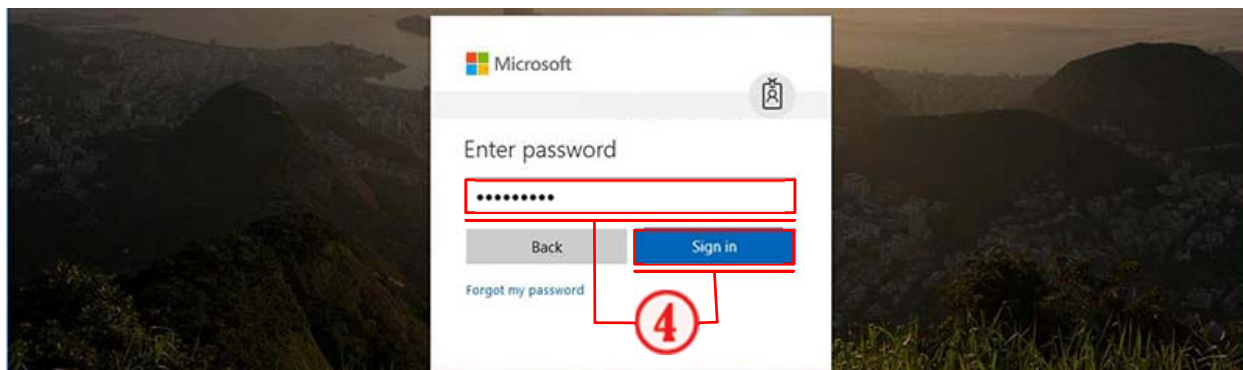 Microsoft
Enter password
•••••••••
Back
Sign in
Forgot my password
4